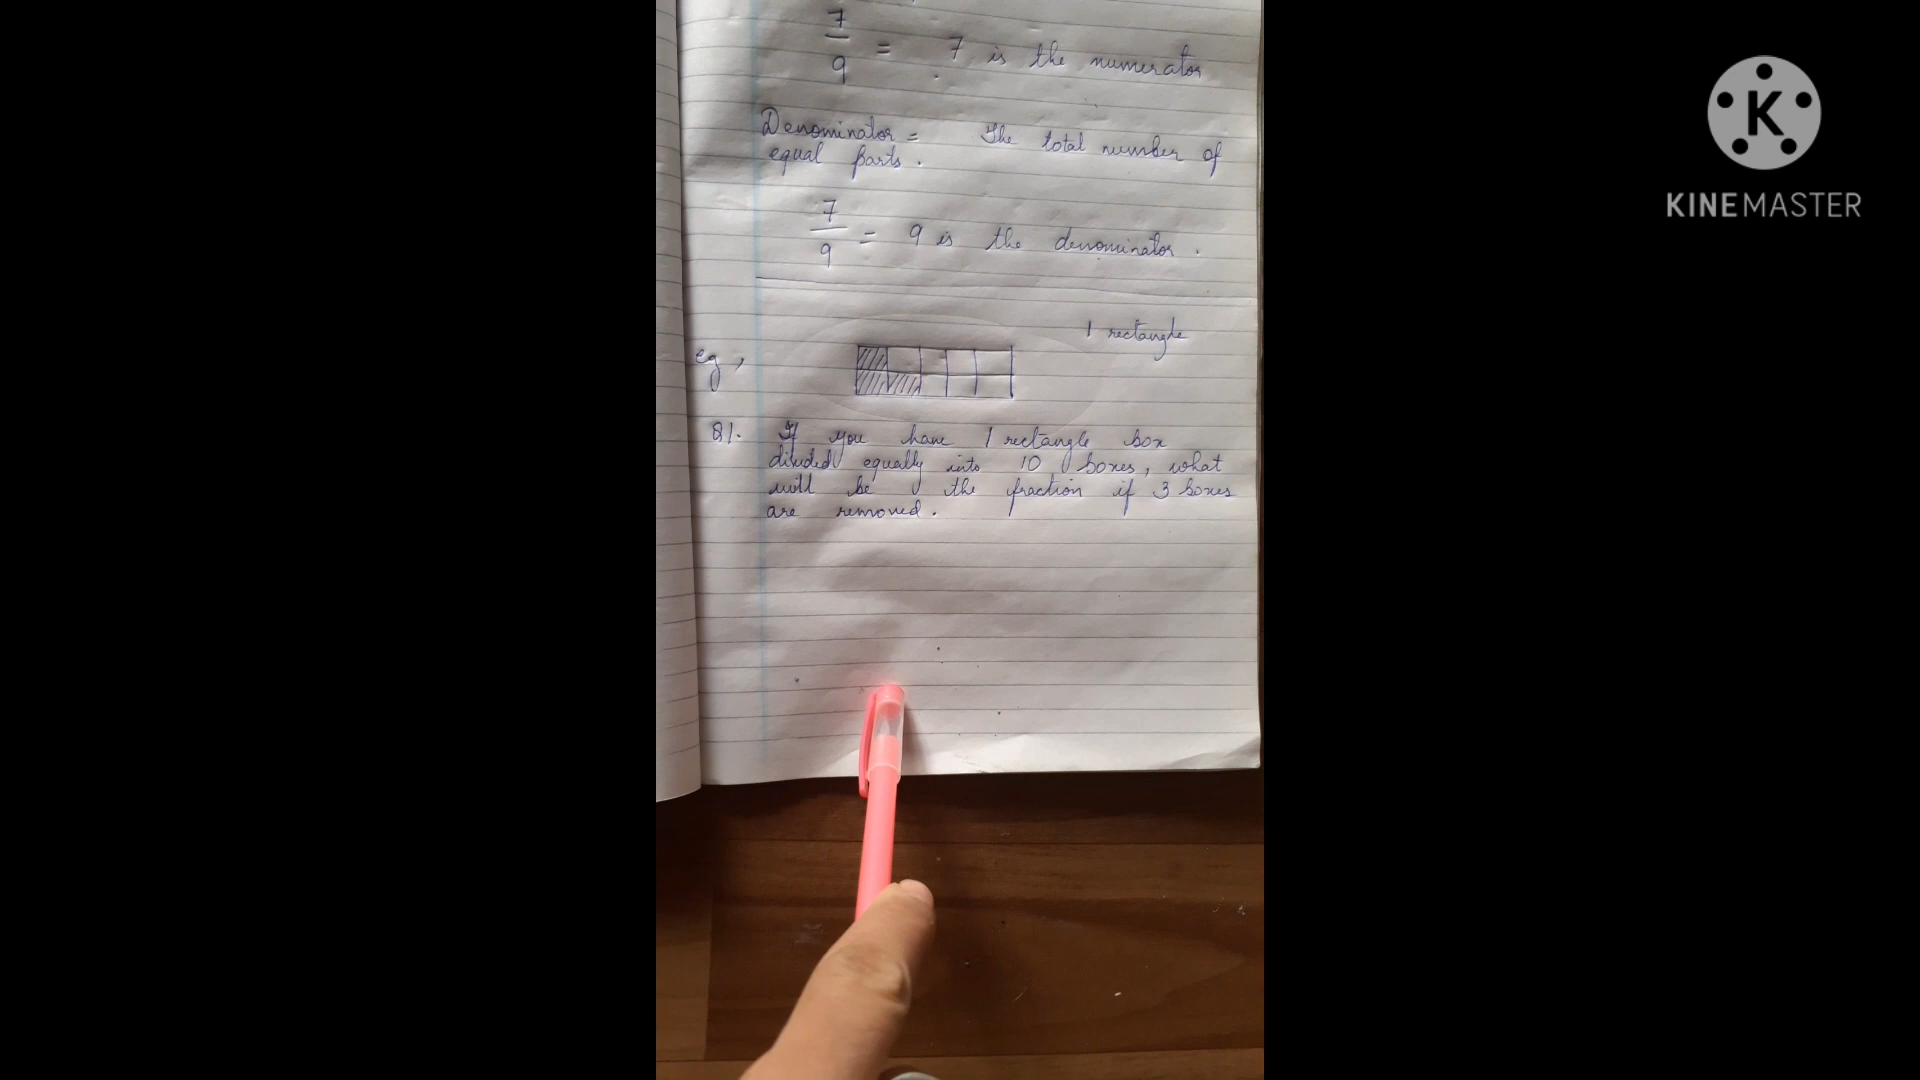 7
9
= 7 is the numerator
Denominator = The total number of
equal parts.
7
9
= 9 is the denominator.
1 rectangle
eg,
Q1. If you have 1 rectangle box
divided equally into 10 boxes, what
will be the fraction if 3 boxes
are removed.
K
KINEMASTER